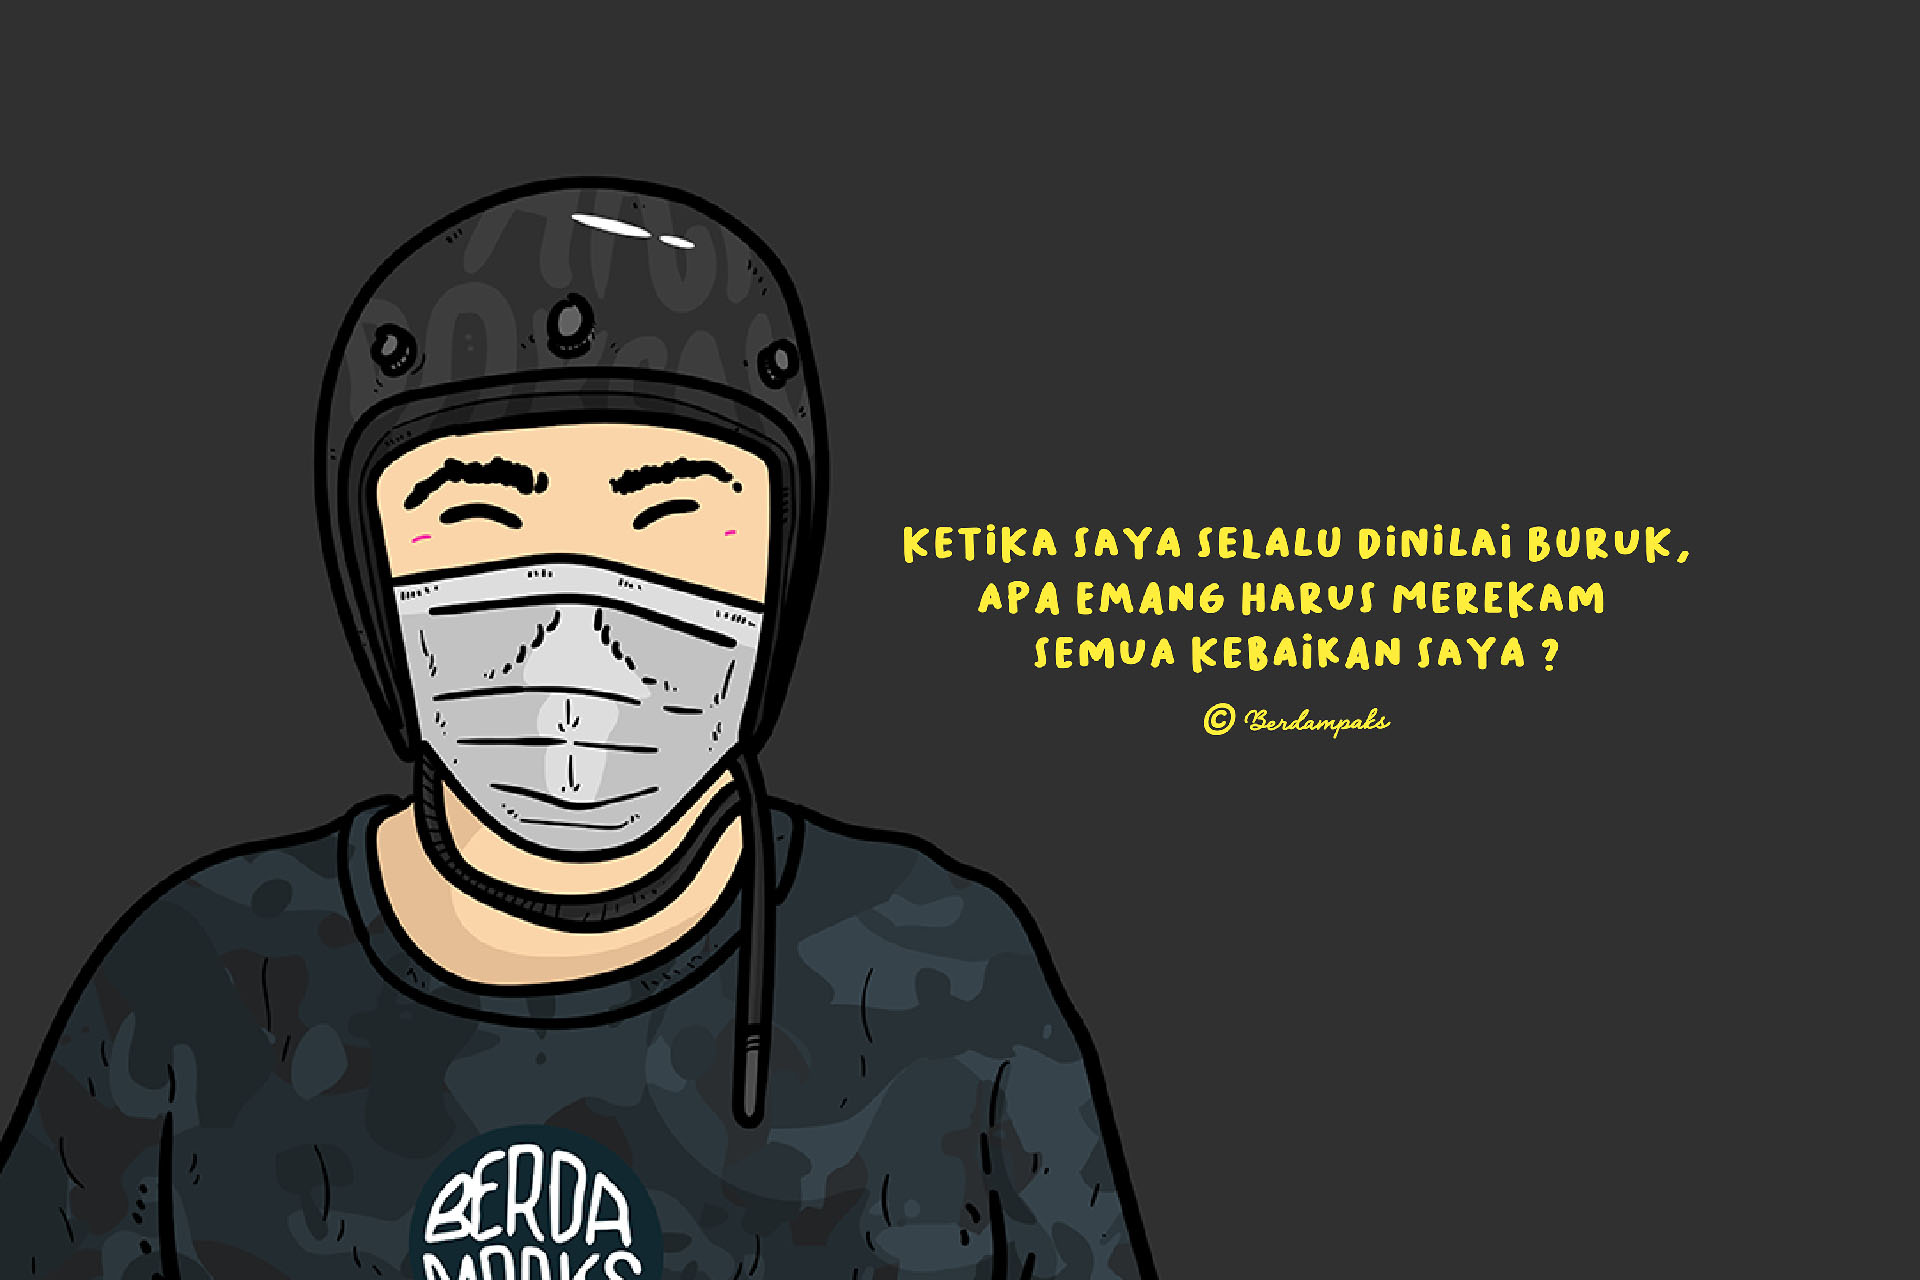 KETIKA SAYA SELALU DINILAI BURUK,
APA EMANG HARUS MEREKAM
SEMUA KEBAIKAN SAYA ?
© Berdampaks
BERDA